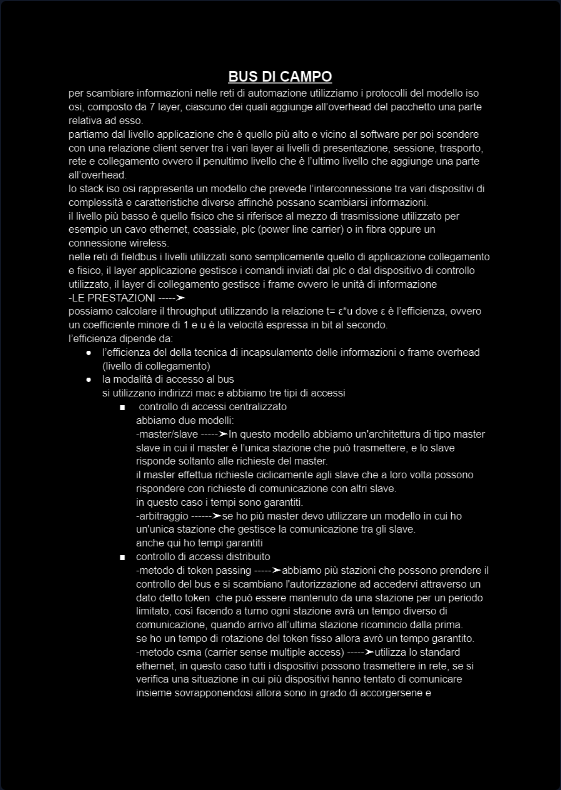 BUS DI CAMPO
per scambiare informazioni nelle reti di automazione utilizziamo i protocolli del modello iso
osi, composto da 7 layer, ciascuno dei quali aggiunge all'overhead del pacchetto una parte
relativa ad esso.
partiamo dal livello applicazione che è quello più alto e vicino al software per poi scendere
con una relazione client server tra i vari layer ai livelli di presentazione, sessione, trasporto,
rete e collegamento ovvero il penultimo livello che è l'ultimo livello che aggiunge una parte
all'overhead.
lo stack iso osi rappresenta un modello che prevede l'interconnessione tra vari dispositivi di
complessità e caratteristiche diverse affinchè possano scambiarsi informazioni.
il livello più basso è quello fisico che si riferisce al mezzo di trasmissione utilizzato per
esempio un cavo ethernet, coassiale, plc (power line carrier) o in fibra oppure un
connessione wireless.
nelle reti di fieldbus i livelli utilizzati sono semplicemente quello di applicazione collegamento
e fisico, il layer applicazione gestisce i comandi inviati dal plc o dal dispositivo di controllo
utilizzato, il layer di collegamento gestisce i frame ovvero le unità di informazione
-LE PRESTAZIONI -----➤
possiamo calcolare il throughput utilizzando la relazione t= ε*u dove ε è l'efficienza, ovvero
un coefficiente minore di 1 e u è la velocità espressa in bit al secondo.
l'efficienza dipende da:
● l'efficienza del della tecnica di incapsulamento delle informazioni o frame overhead
(livello di collegamento)
● la modalità di accesso al bus
si utilizzano indirizzi mac e abbiamo tre tipi di accessi
■ controllo di accessi centralizzato
abbiamo due modelli:
-master/slave -----➤In questo modello abbiamo un'architettura di tipo master
slave in cui il master è l'unica stazione che può trasmettere, e lo slave
risponde soltanto alle richieste del master.
il master effettua richieste ciclicamente agli slave che a loro volta possono
rispondere con richieste di comunicazione con altri slave.
in questo caso i tempi sono garantiti.
-arbitraggio ------➤se ho più master devo utilizzare un modello in cui ho
un'unica stazione che gestisce la comunicazione tra gli slave.
anche qui ho tempi garantiti
■ controllo di accessi distribuito
-metodo di token passing -----➤abbiamo più stazioni che possono prendere il
controllo del bus e si scambiano l'autorizzazione ad accedervi attraverso un
dato detto token che può essere mantenuto da una stazione per un periodo
limitato, così facendo a turno ogni stazione avrà un tempo diverso di
comunicazione, quando arrivo all'ultima stazione ricomincio dalla prima.
se ho un tempo di rotazione del token fisso allora avrò un tempo garantito.
-metodo csma (carrier sense multiple access) -----➤utilizza lo standard
ethernet, in questo caso tutti i dispositivi possono trasmettere in rete, se si
verifica una situazione in cui più dispositivi hanno tentato di comunicare
insieme sovrapponendosi allora sono in grado di accorgersene e